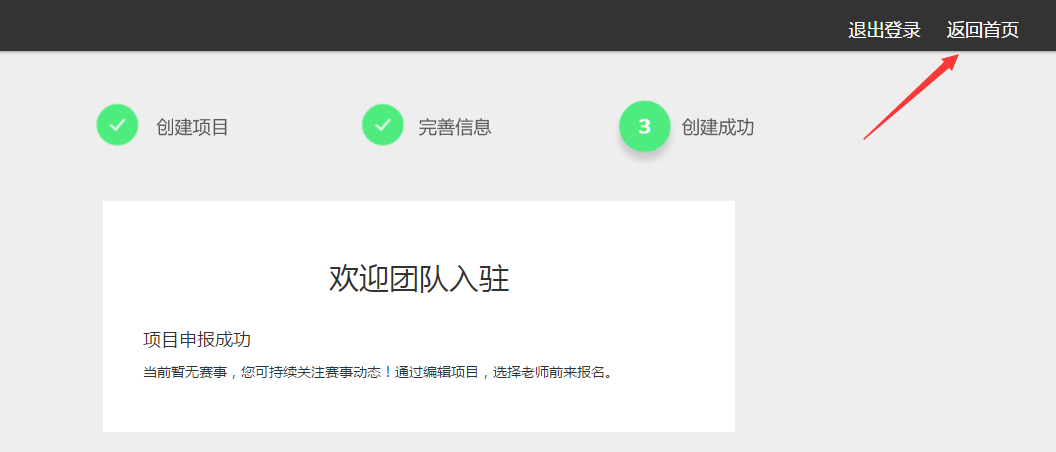 退出登录 返回首页
创建项目 完善信息 3 创建成功
欢迎团队入驻
项目申报成功
当前暂无赛事，您可持续关注赛事动态！通过编辑项目，选择老师前来报名。